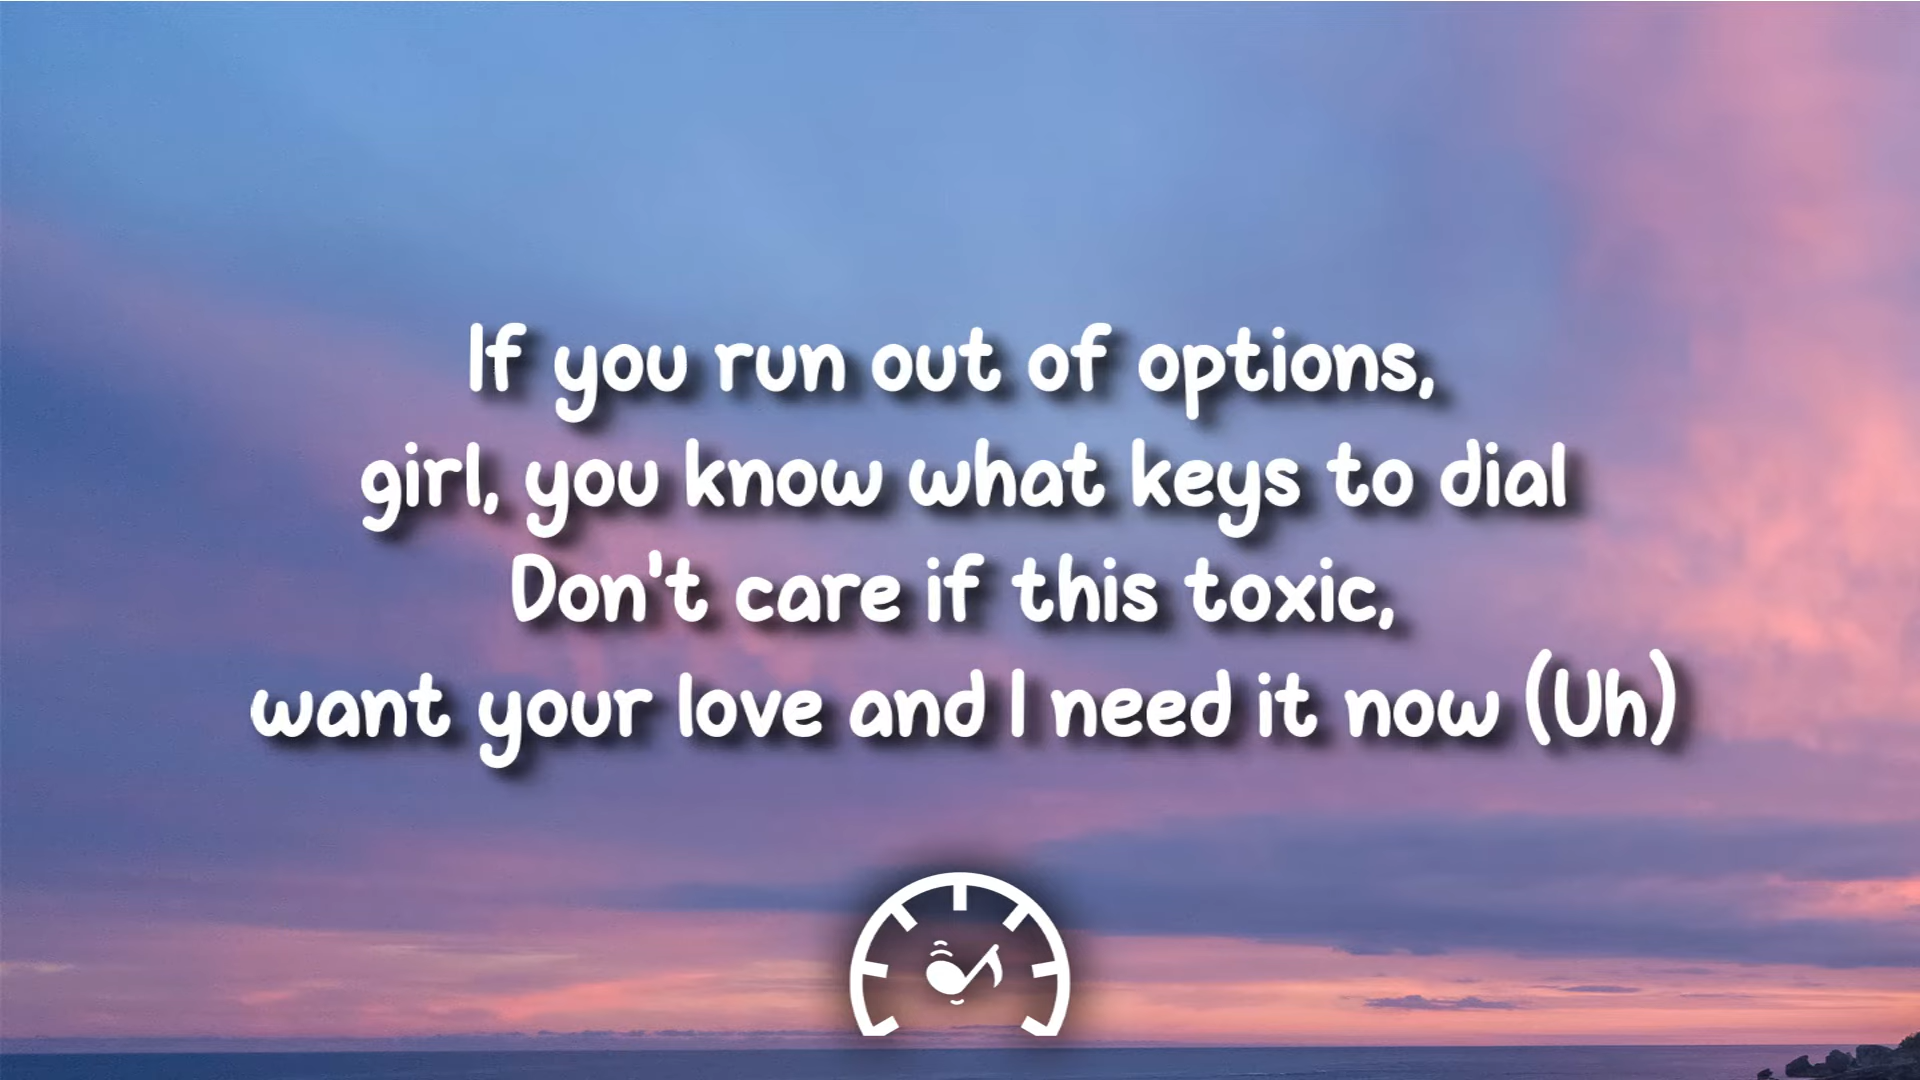 If you run out of options,
girl, you know what keys to dial
Don't care if this toxic,
want your love and I need it now (Uh)